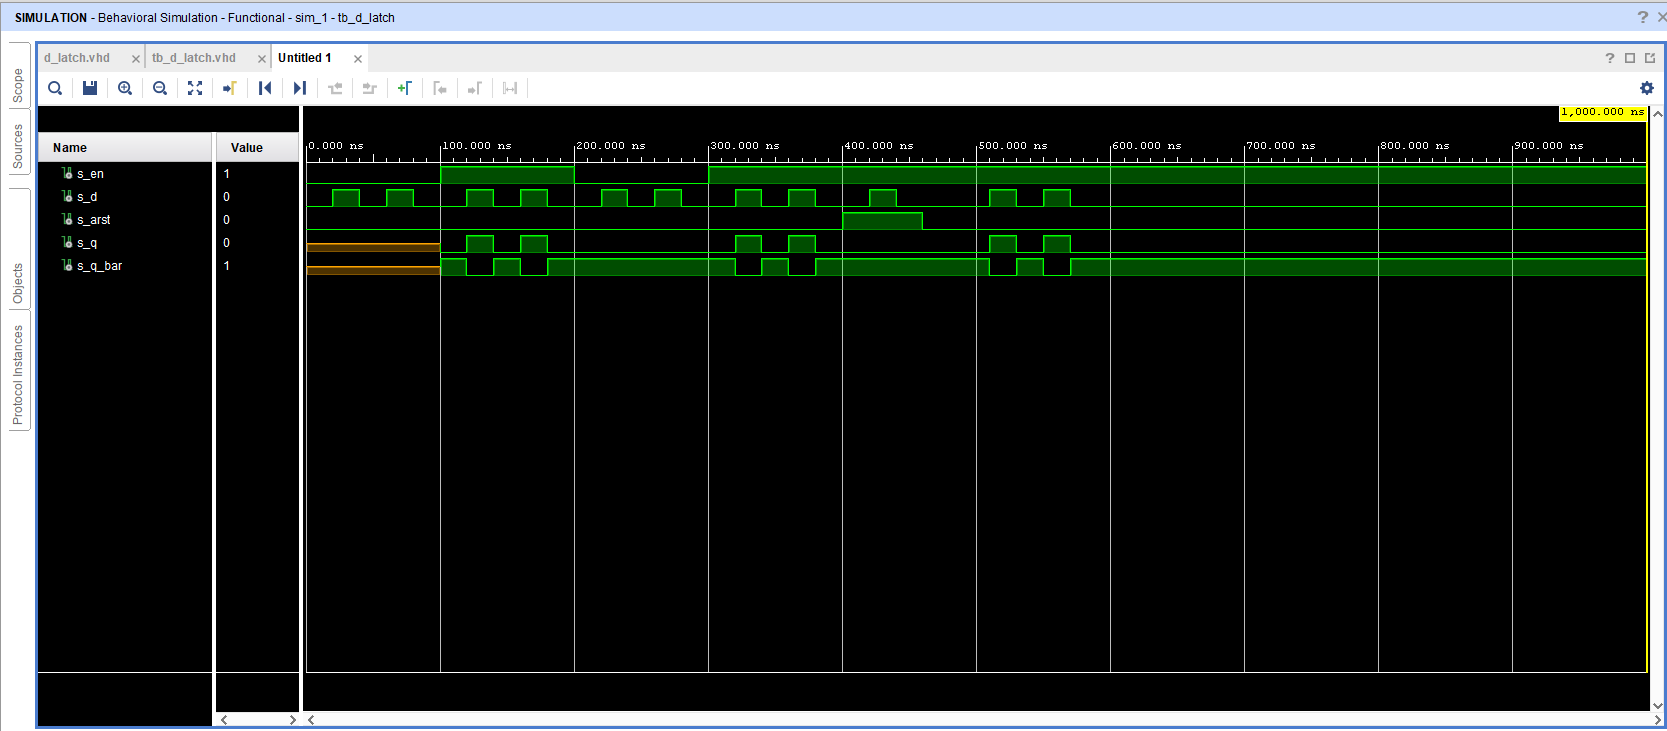 SIMULATION - Behavioral Simulation - Functional - sim_1 - tb_d_latch
? ×
d_latch.vhd × tb_d_latch.vhd × Untitled 1 ×
?
Scope
Sources
Objects
Protocol Instances
1,000.000 ns
Name Value
0.000 ns 100.000 ns 200.000 ns 300.000 ns 400.000 ns 500.000 ns 600.000 ns 700.000 ns 800.000 ns 900.000 ns
s_en 1
s_d 0
s_arst 0
s_q 0
s_q_bar 1